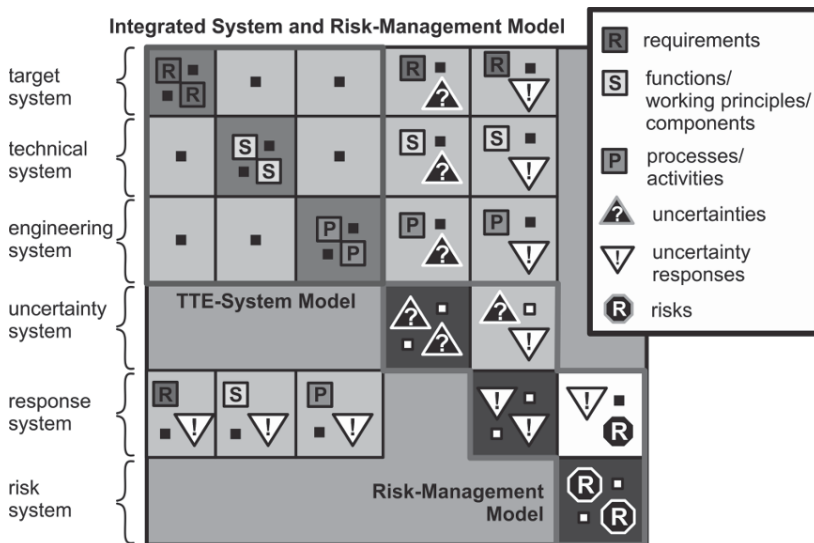 Integrated System and Risk-Management Model
target
system
technical
system
engineering
system
uncertainty
system
response
system
risk
system
R R R R
! ?
S S S S
! ?
P P P P
! ?
TTE-System Model
? ? ? !
R S P
! ! ! ! ! ! R
Risk-Management
Model
R R
R requirements
S functions/
working principles/
components
P processes/
activities
? uncertainties
! uncertainty
responses
R risks